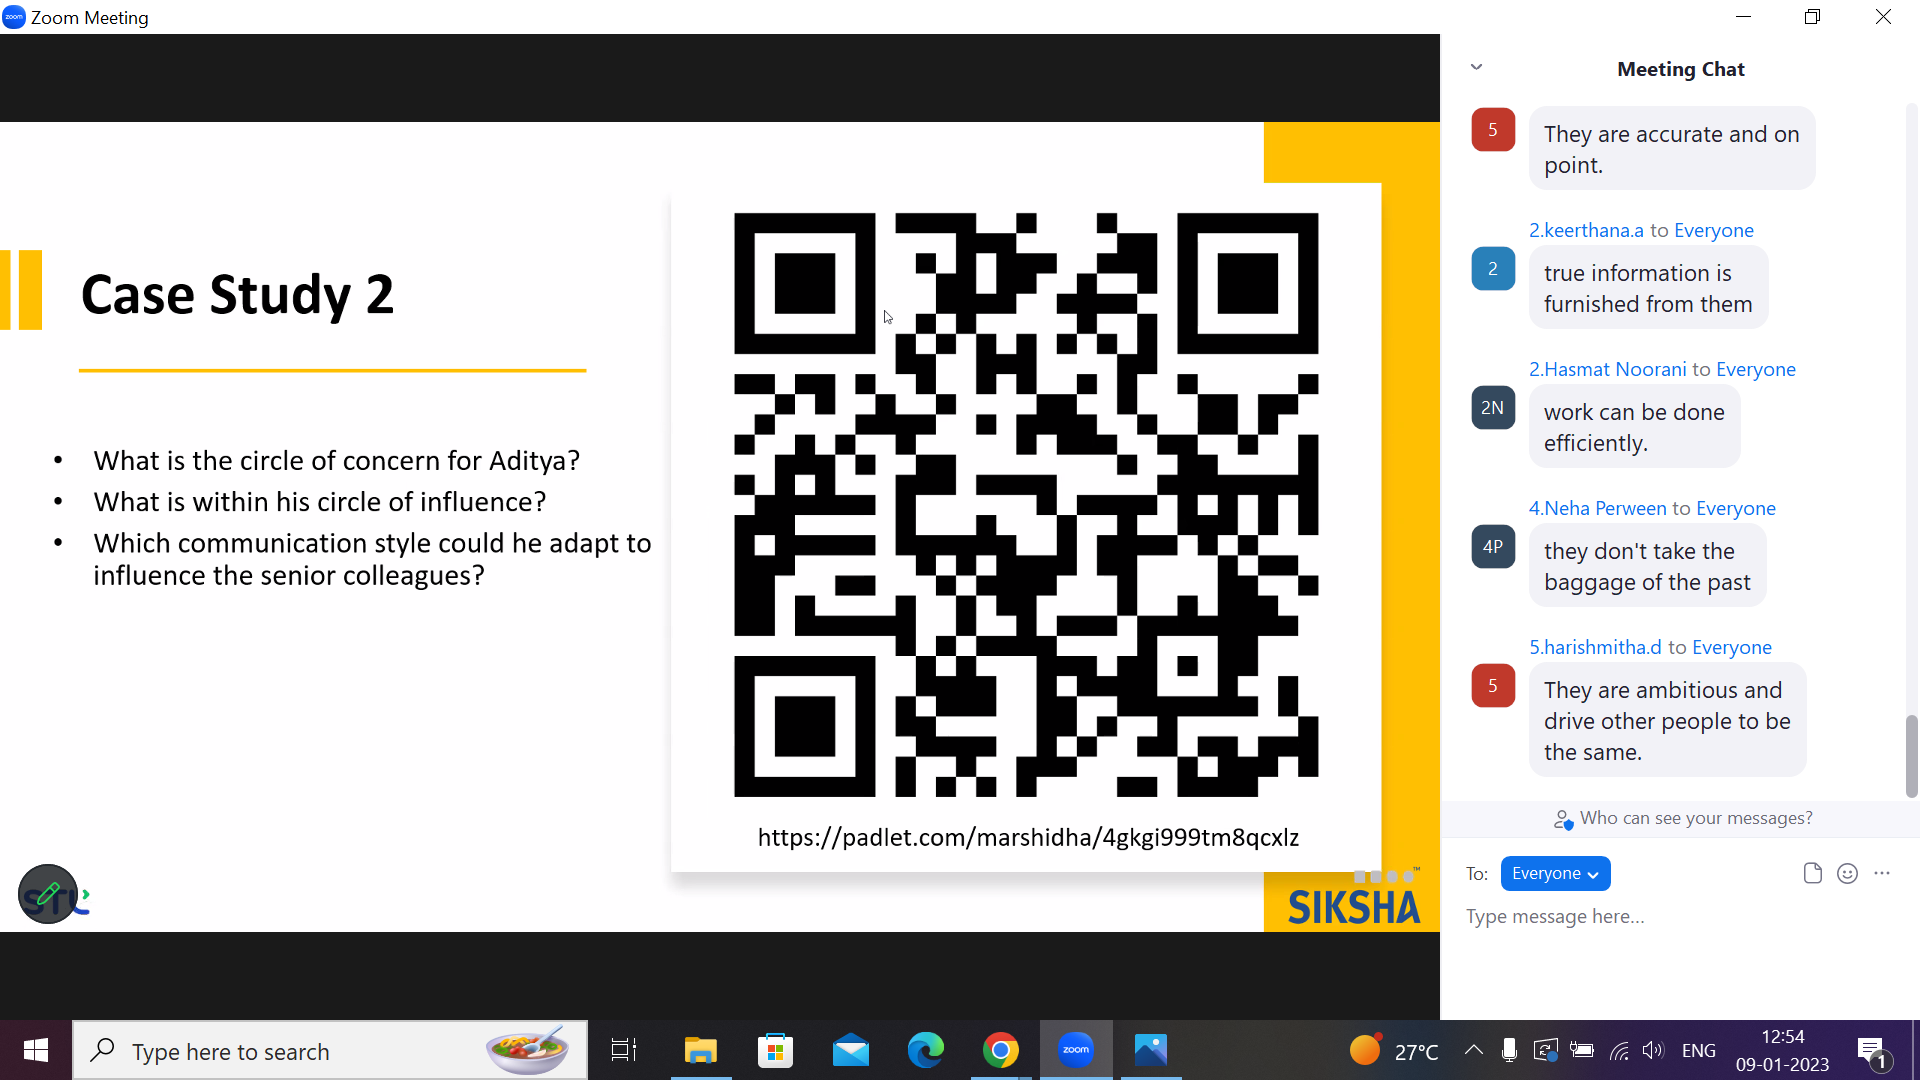 zoom Zoom Meeting
Case Study 2
• What is the circle of concern for Aditya?
• What is within his circle of influence?
• Which communication style could he adapt to
influence the senior colleagues?
https://padlet.com/marshidha/4gkgi999tm8qcxlz
SIKSHA™
Meeting Chat
5
They are accurate and on
point.
2.keerthana.a to Everyone
2
true information is
furnished from them
2.Hasmat Noorani to Everyone
2N
work can be done
efficiently.
4.Neha Perween to Everyone
4P
they don't take the
baggage of the past
5.harishmitha.d to Everyone
5
They are ambitious and
drive other people to be
the same.
Who can see your messages?
To: Everyone
Type message here...
Type here to search
zoom
27°C
ENG
12:54
09-01-2023
1